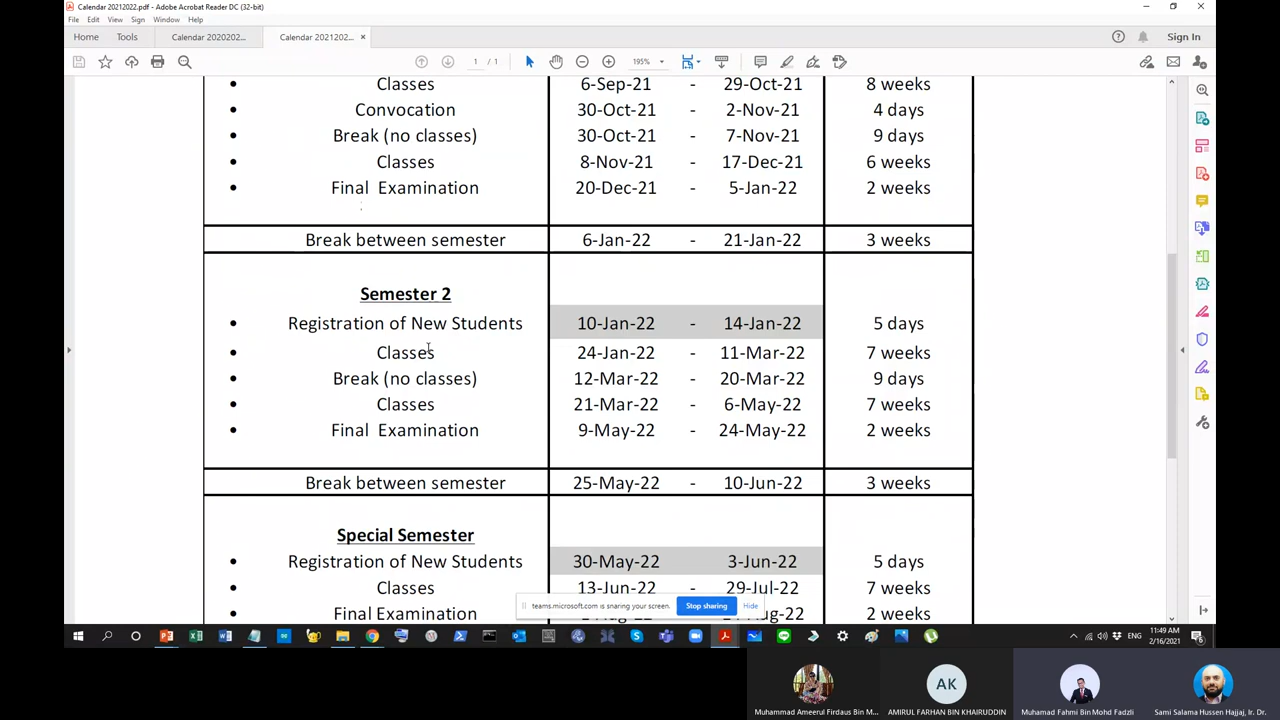 Calendar 20212022.pdf - Adobe Acrobat Reader DC (32-bit)
File Edit View Sign Window Help
Home Tools Calendar 2020202... Calendar 2021202... × Sign In
1 / 1 195%
Classes 6-Sep-21 - 29-Oct-21 8 weeks
Convocation 30-Oct-21 - 2-Nov-21 4 days
Break (no classes) 30-Oct-21 - 7-Nov-21 9 days
Classes 8-Nov-21 - 17-Dec-21 6 weeks
Final Examination 20-Dec-21 - 5-Jan-22 2 weeks
Break between semester 6-Jan-22 - 21-Jan-22 3 weeks
Semester 2
Registration of New Students 10-Jan-22 - 14-Jan-22 5 days
Classes 24-Jan-22 - 11-Mar-22 7 weeks
Break (no classes) 12-Mar-22 - 20-Mar-22 9 days
Classes 21-Mar-22 - 6-May-22 7 weeks
Final Examination 9-May-22 - 24-May-22 2 weeks
Break between semester 25-May-22 - 10-Jun-22 3 weeks
Special Semester
Registration of New Students 30-May-22 - 3-Jun-22 5 days
Classes 13-Jun-22 - 29-Jul-22 7 weeks
teams.microsoft.com is sharing your screen. Stop sharing Hide
Final Examination 2 weeks
ENG 11:49 AM
2/16/2021
AK
Muhammad Ameerul Firdaus Bin M... AMIRUL FARHAN BIN KHAIRUDDIN Muhamad Fahmi Bin Mohd Fadzli Sami Salama Hussen Hajjaj, Ir. Dr.